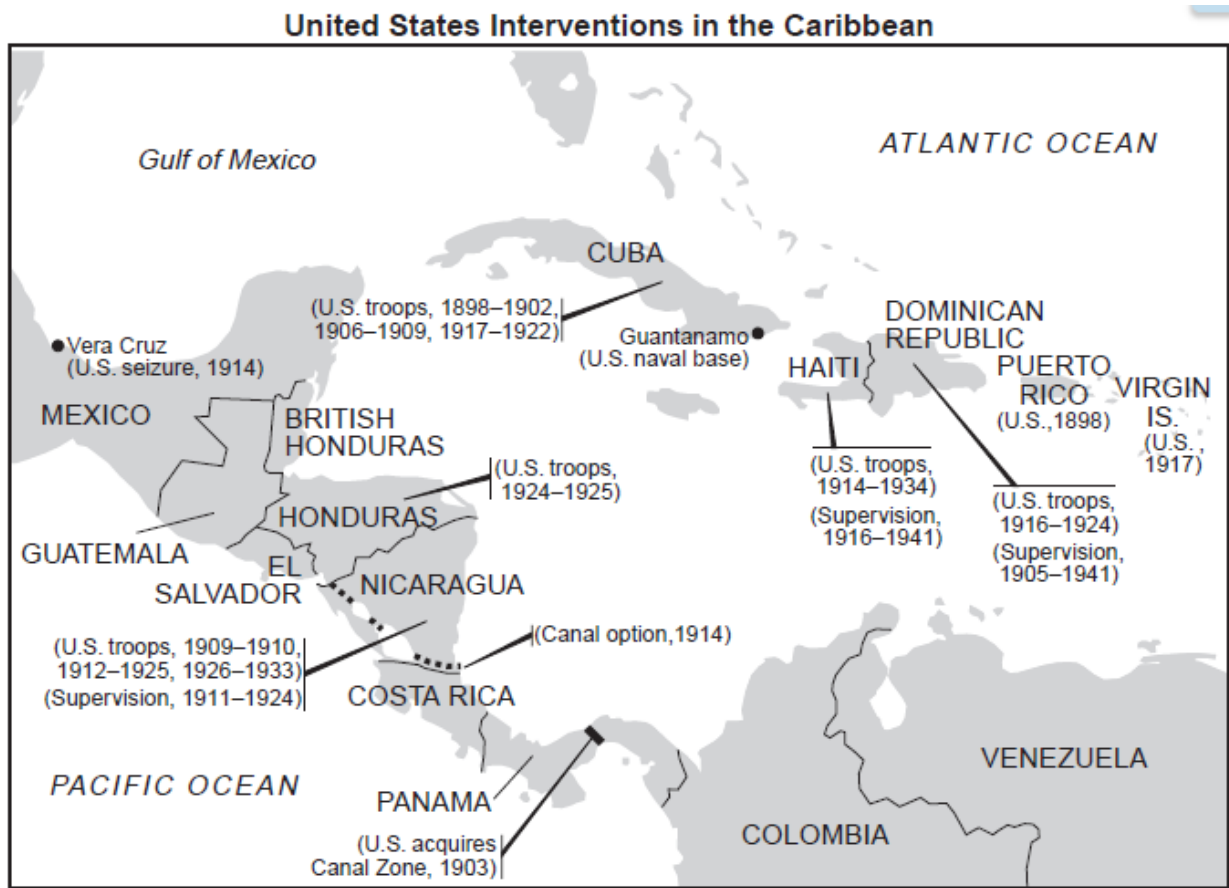 United States Interventions in the Caribbean
Gulf of Mexico
ATLANTIC OCEAN
CUBA
(U.S. troops, 1898–1902,
1906–1909, 1917–1922)
Guantanamo
(U.S. naval base)
DOMINICAN
REPUBLIC
HAITI
PUERTO
RICO
(U.S.,1898)
VIRGIN
IS.
(U.S. ,
1917)
Vera Cruz
(U.S. seizure, 1914)
MEXICO
BRITISH
HONDURAS
(U.S. troops,
1924–1925)
(U.S. troops,
1914–1934)
(Supervision,
1916–1941)
(U.S. troops,
1916–1924)
(Supervision,
1905–1941)
HONDURAS
GUATEMALA
EL
SALVADOR
NICARAGUA
(U.S. troops, 1909–1910,
1912–1925, 1926–1933)
(Supervision, 1911–1924)
(Canal option,1914)
COSTA RICA
PACIFIC OCEAN
PANAMA
(U.S. acquires
Canal Zone, 1903)
VENEZUELA
COLOMBIA